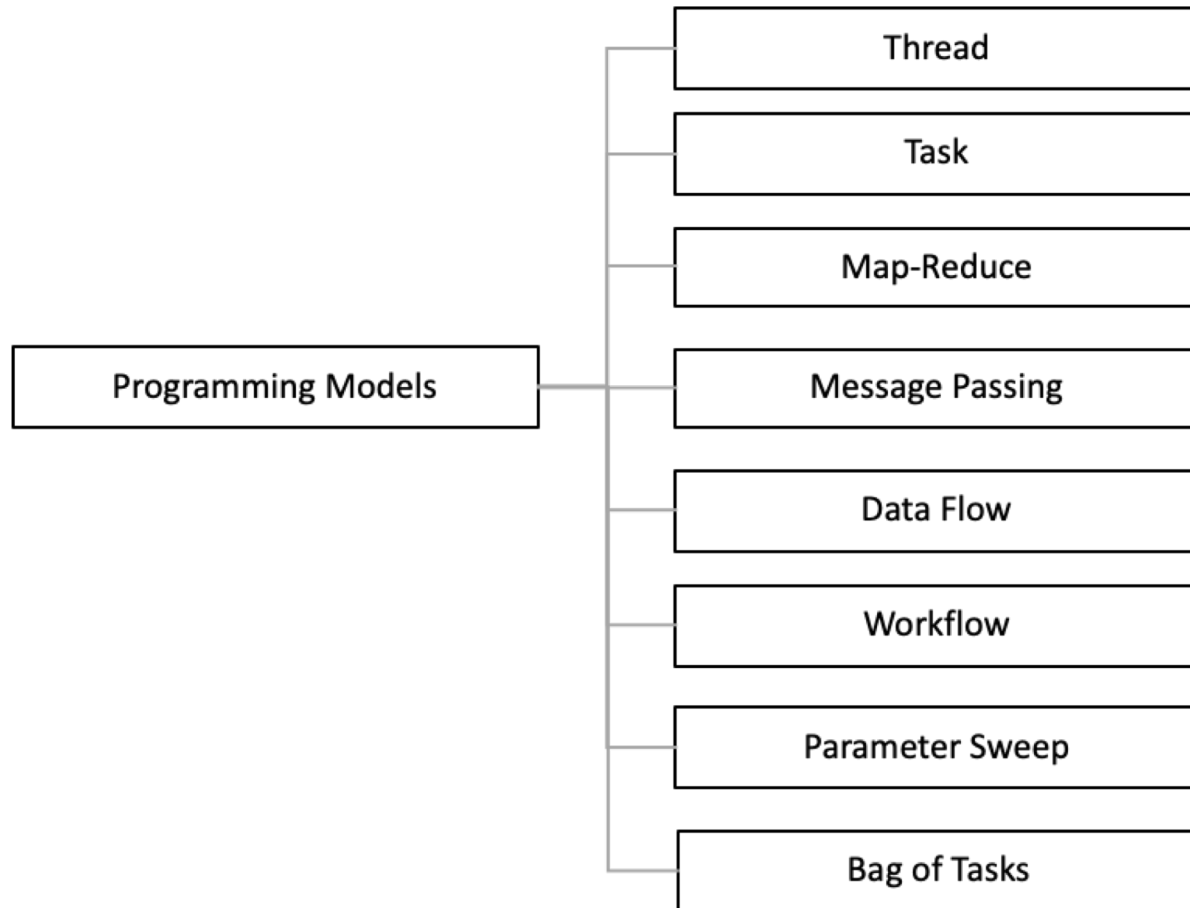 Thread
Task
Map-Reduce
Programming Models
Message Passing
Data Flow
Workflow
Parameter Sweep
Bag of Tasks